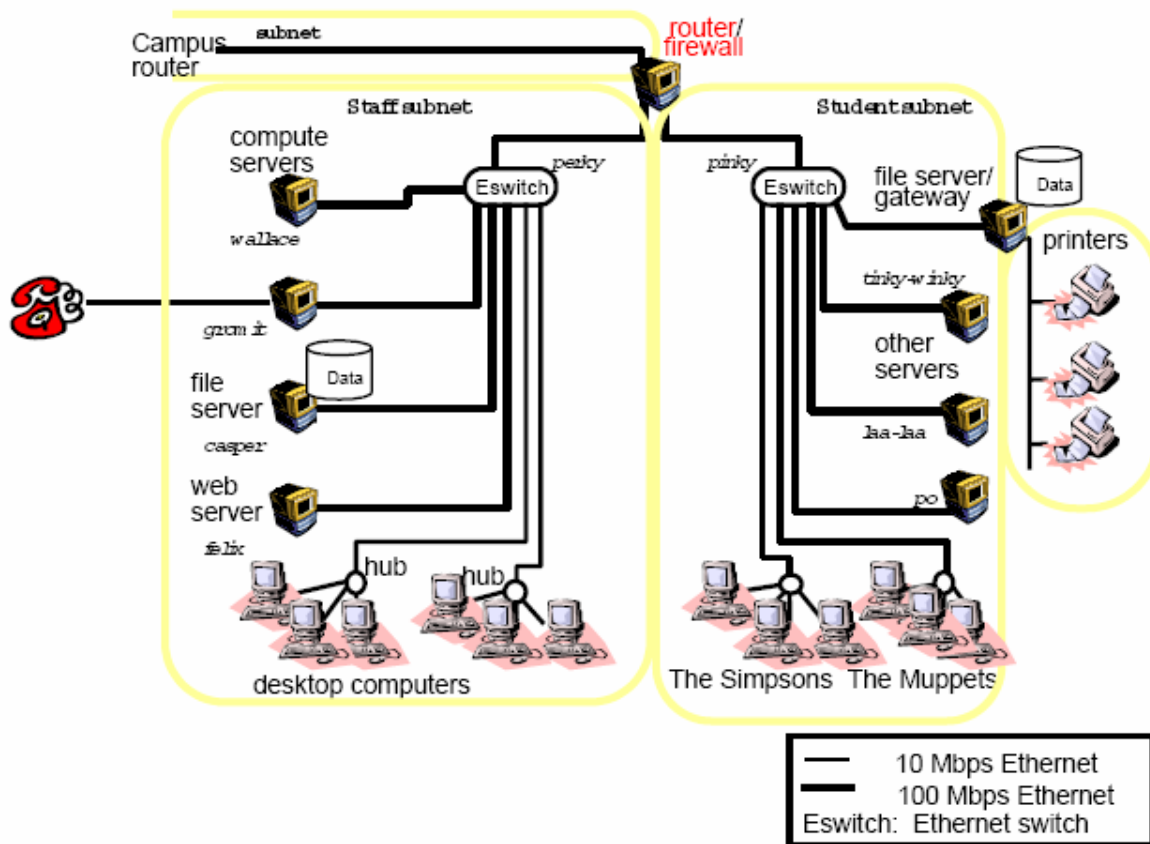 subnet
Campus
router
router/
firewall
Staff subnet
Student subnet
compute
servers
perky
pinky
Eswitch
Eswitch
file server/
gateway
Data
wallace
printers
tinky-winky
gromit
other
servers
file
server
Data
casper
laa-laa
web
server
po
felix
hub
hub
desktop computers
The Simpsons
The Muppets
10 Mbps Ethernet
100 Mbps Ethernet
Eswitch: Ethernet switch